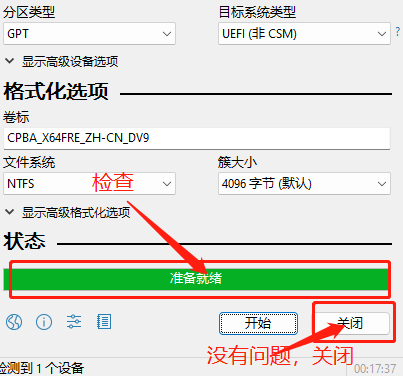 分区类型 目标系统类型
GPT UEFI (非 CSM) ?
显示高级设备选项
格式化选项
卷标
CPBA_X64FRE_ZH-CN_DV9
文件系统 簇大小
NTFS 检查 4096 字节 (默认)
显示高级格式化选项
状态
准备就绪
开始 关闭
没有问题，关闭
检测到 1 个设备 00:17:37